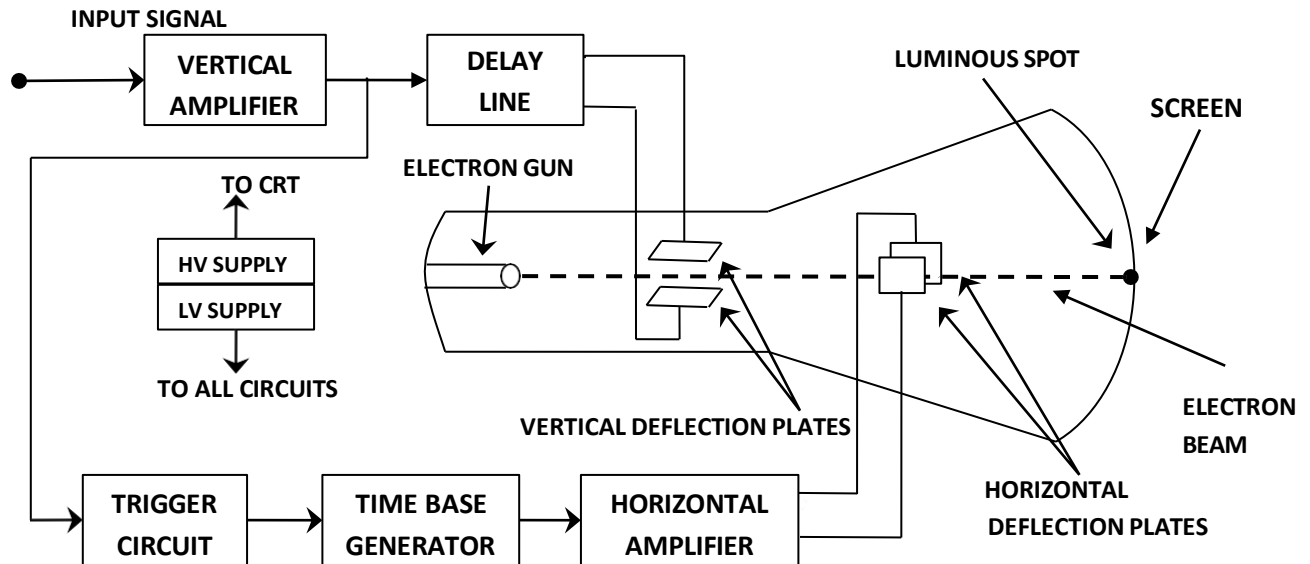 INPUT SIGNAL
VERTICAL
AMPLIFIER
DELAY
LINE
LUMINOUS SPOT
SCREEN
ELECTRON GUN
TO CRT
HV SUPPLY
LV SUPPLY
TO ALL CIRCUITS
VERTICAL DEFLECTION PLATES
ELECTRON
BEAM
HORIZONTAL
DEFLECTION PLATES
TRIGGER
CIRCUIT
TIME BASE
GENERATOR
HORIZONTAL
AMPLIFIER